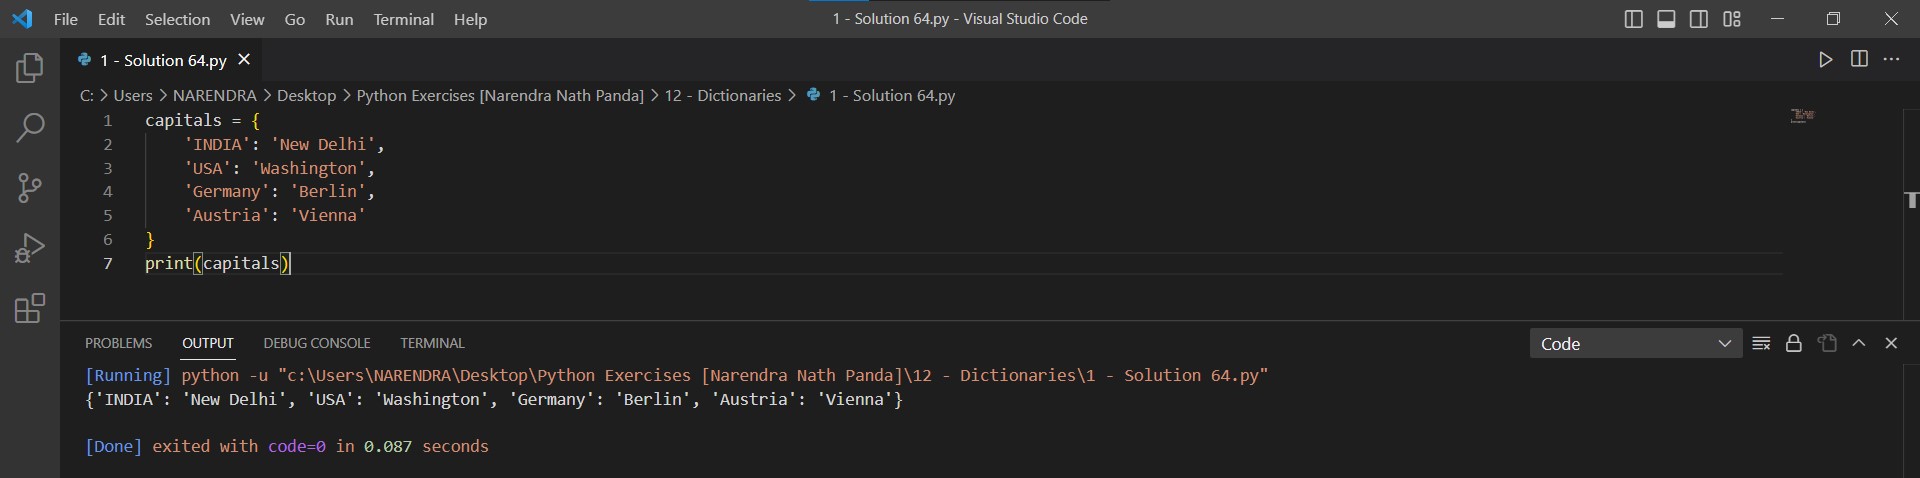 File Edit Selection View Go Run Terminal Help 1 - Solution 64.py - Visual Studio Code
1 - Solution 64.py
C: > Users > NARENDRA > Desktop > Python Exercises [Narendra Nath Panda] > 12 - Dictionaries > 1 - Solution 64.py
1 capitals = {
2     'INDIA': 'New Delhi',
3     'USA': 'Washington',
4     'Germany': 'Berlin',
5     'Austria': 'Vienna'
6 }
7 print(capitals)
PROBLEMS OUTPUT DEBUG CONSOLE TERMINAL Code
[Running] python -u "c:\Users\NARENDRA\Desktop\Python Exercises [Narendra Nath Panda]\12 - Dictionaries\1 - Solution 64.py"
{'INDIA': 'New Delhi', 'USA': 'Washington', 'Germany': 'Berlin', 'Austria': 'Vienna'}
[Done] exited with code=0 in 0.087 seconds